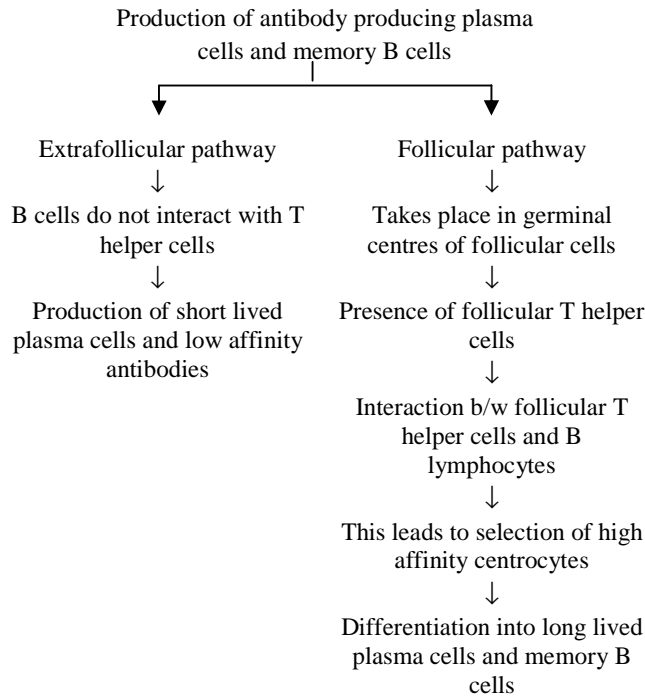 Production of antibody producing plasma
cells and memory B cells
Extrafollicular pathway
↓
B cells do not interact with T
helper cells
↓
Production of short lived
plasma cells and low affinity
antibodies
Follicular pathway
↓
Takes place in germinal
centres of follicular cells
↓
Presence of follicular T helper
cells
↓
Interaction b/w follicular T
helper cells and B
lymphocytes
↓
This leads to selection of high
affinity centrocytes
↓
Differentiation into long lived
plasma cells and memory B
cells